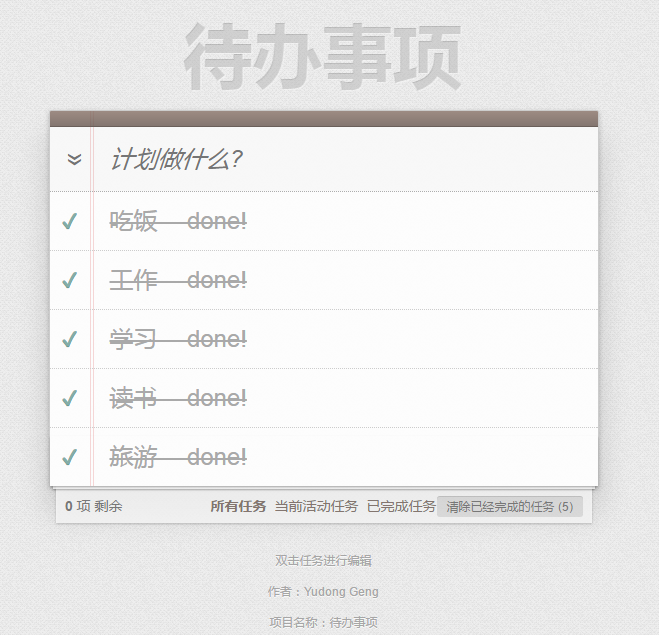 待办事项
计划做什么?
吃饭 done!
工作 done!
学习 done!
读书 done!
旅游 done!
0 项 剩余 所有任务 当前活动任务 已完成任务 清除已经完成的任务 (5)
双击任务进行编辑
作者：Yudong Geng
项目名称：待办事项